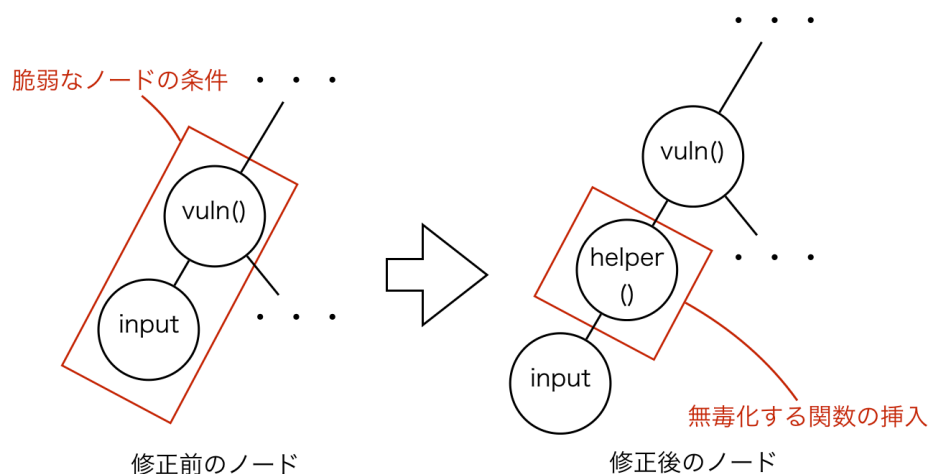 脆弱なノードの条件
・・・
vuln()
input
・・・
修正前のノード
・・・
vuln()
helper
()
・・・
input
無毒化する関数の挿入
修正後のノード